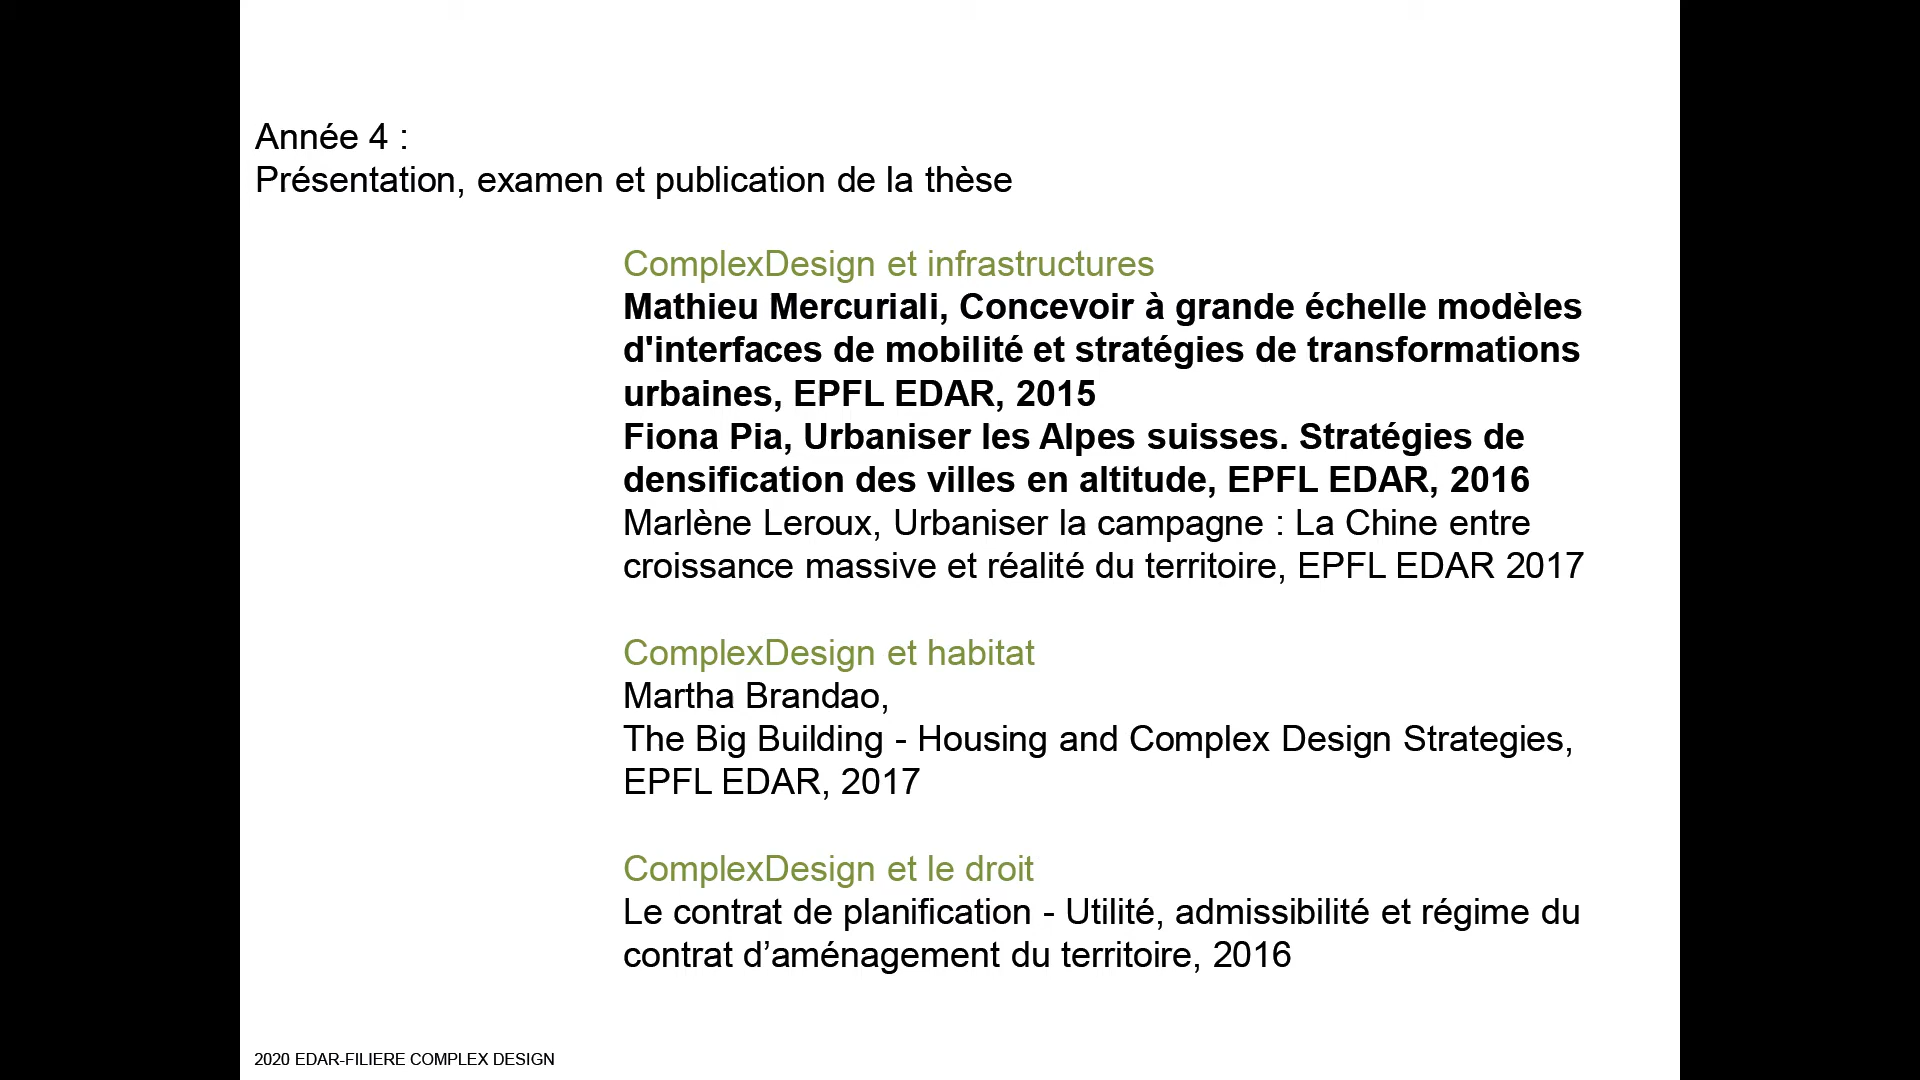 Année 4 :
Présentation, examen et publication de la thèse
ComplexDesign et infrastructures
Mathieu Mercuriali, Concevoir à grande échelle modèles
d'interfaces de mobilité et stratégies de transformations
urbaines, EPFL EDAR, 2015
Fiona Pia, Urbaniser les Alpes suisses. Stratégies de
densification des villes en altitude, EPFL EDAR, 2016
Marlène Leroux, Urbaniser la campagne : La Chine entre
croissance massive et réalité du territoire, EPFL EDAR 2017
ComplexDesign et habitat
Martha Brandao,
The Big Building - Housing and Complex Design Strategies,
EPFL EDAR, 2017
ComplexDesign et le droit
Le contrat de planification - Utilité, admissibilité et régime du
contrat d’aménagement du territoire, 2016
2020 EDAR-FILIERE COMPLEX DESIGN